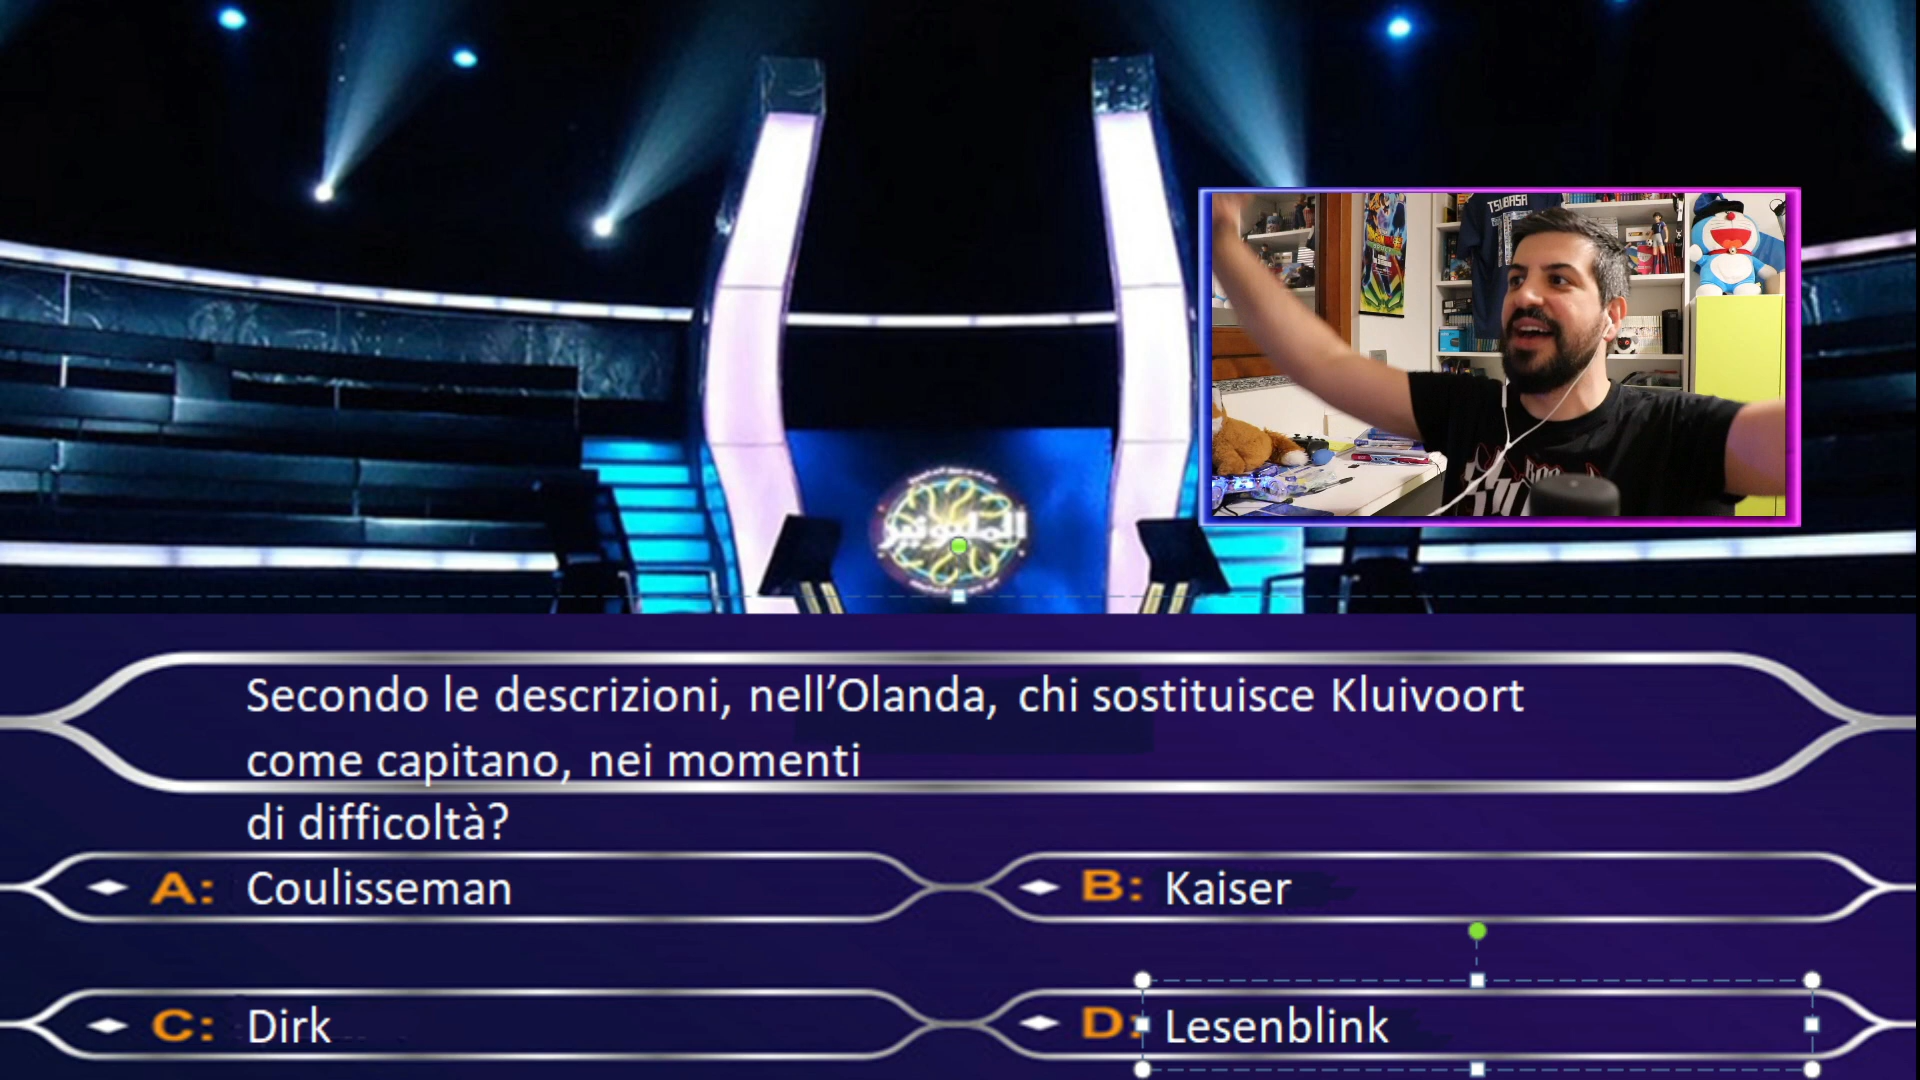 TSUBASA
المليونير
Secondo le descrizioni, nell’Olanda, chi sostituisce Kluivoort
come capitano, nei momenti
di difficoltà?
A: Coulisseman
B: Kaiser
C: Dirk
D: Lesenblink